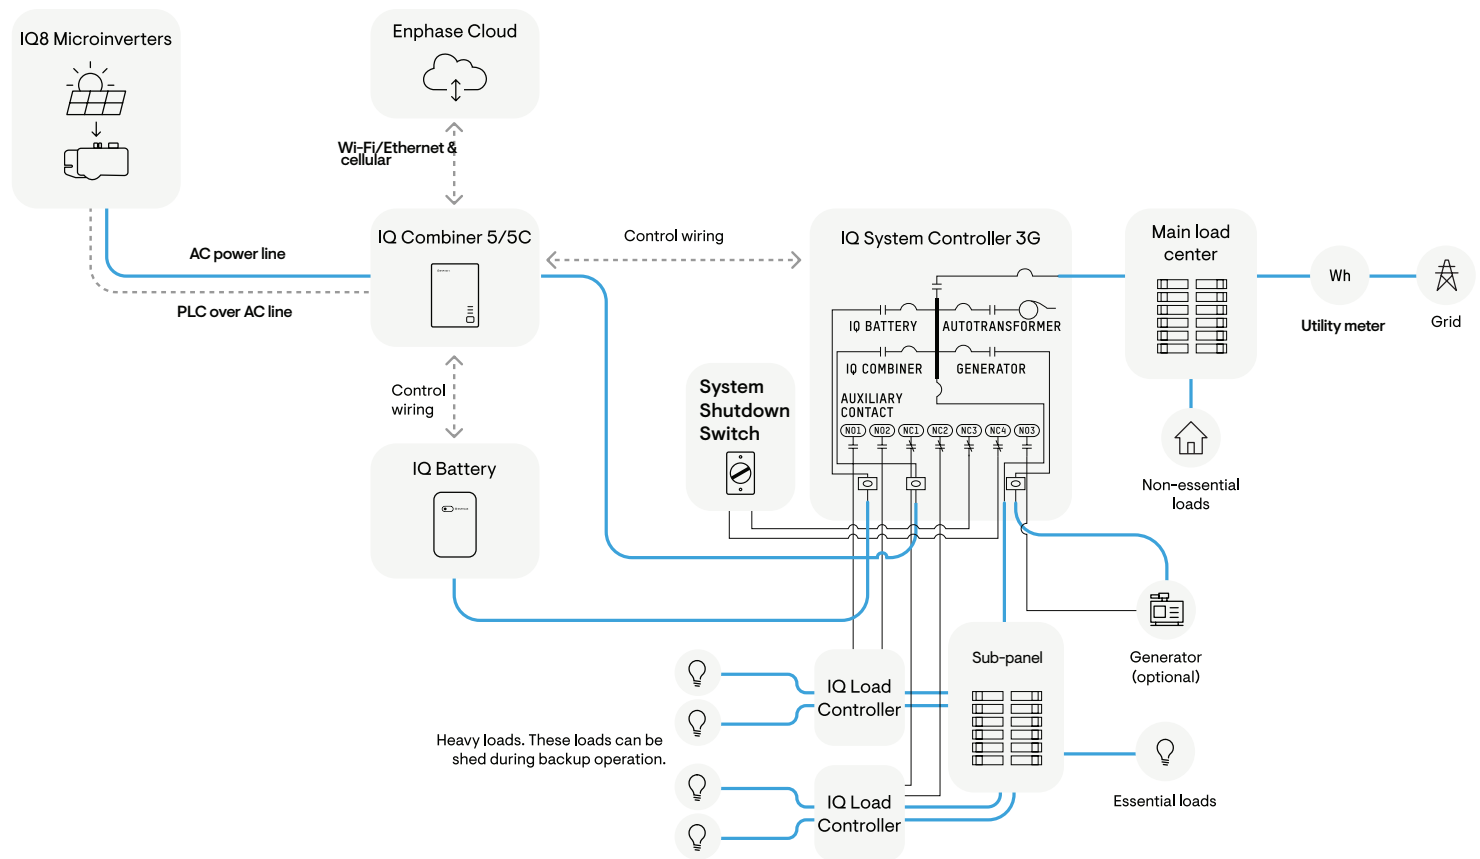 IQ8 Microinverters
Enphase Cloud
Wi-Fi/Ethernet &
cellular
AC power line
PLC over AC line
IQ Combiner 5/5C
Control wiring
Control
wiring
IQ Battery
IQ System Controller 3G
IQ BATTERY
AUTOTRANSFORMER
IQ COMBINER
GENERATOR
AUXILIARY
CONTACT
NO1 NO2 NC1 NC2 NC3 NC4 NO3
System
Shutdown
Switch
Main load
center
Wh
Utility meter
Grid
Non-essential
loads
Generator
(optional)
Sub-panel
IQ Load
Controller
Heavy loads. These loads can be
shed during backup operation.
IQ Load
Controller
Essential loads